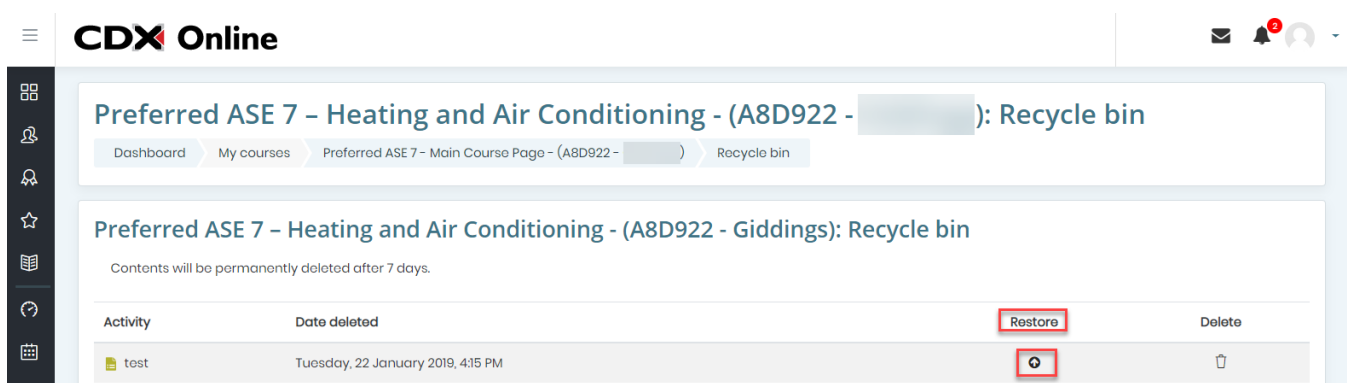 CDX Online
2
Preferred ASE 7 – Heating and Air Conditioning - (A8D922 - ): Recycle bin
Dashboard My courses Preferred ASE 7 - Main Course Page - (A8D922 - ) Recycle bin
Preferred ASE 7 – Heating and Air Conditioning - (A8D922 - Giddings): Recycle bin
Contents will be permanently deleted after 7 days.
Activity Date deleted Restore Delete
test Tuesday, 22 January 2019, 4:15 PM